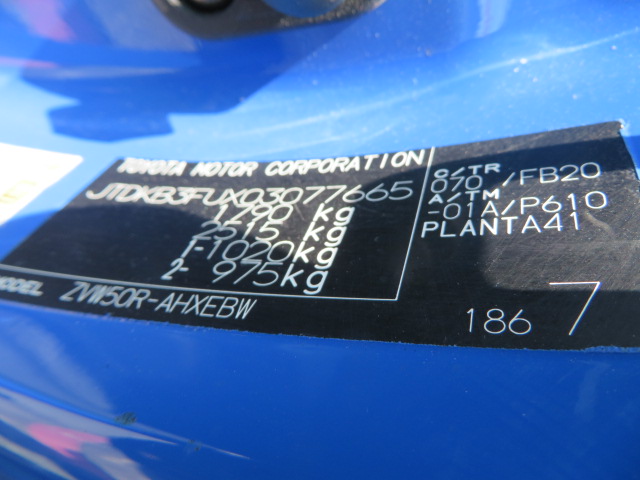 TOYOTA MOTOR CORPORATION
JTDKB3FUX03077665
1790 kg
2515 kg
1-1020kg
2- 975kg
MODEL ZVW50R-AHXEBW
C/TR
070 /FB20
A/TM
-01A/P610
PLANTA41
186 7